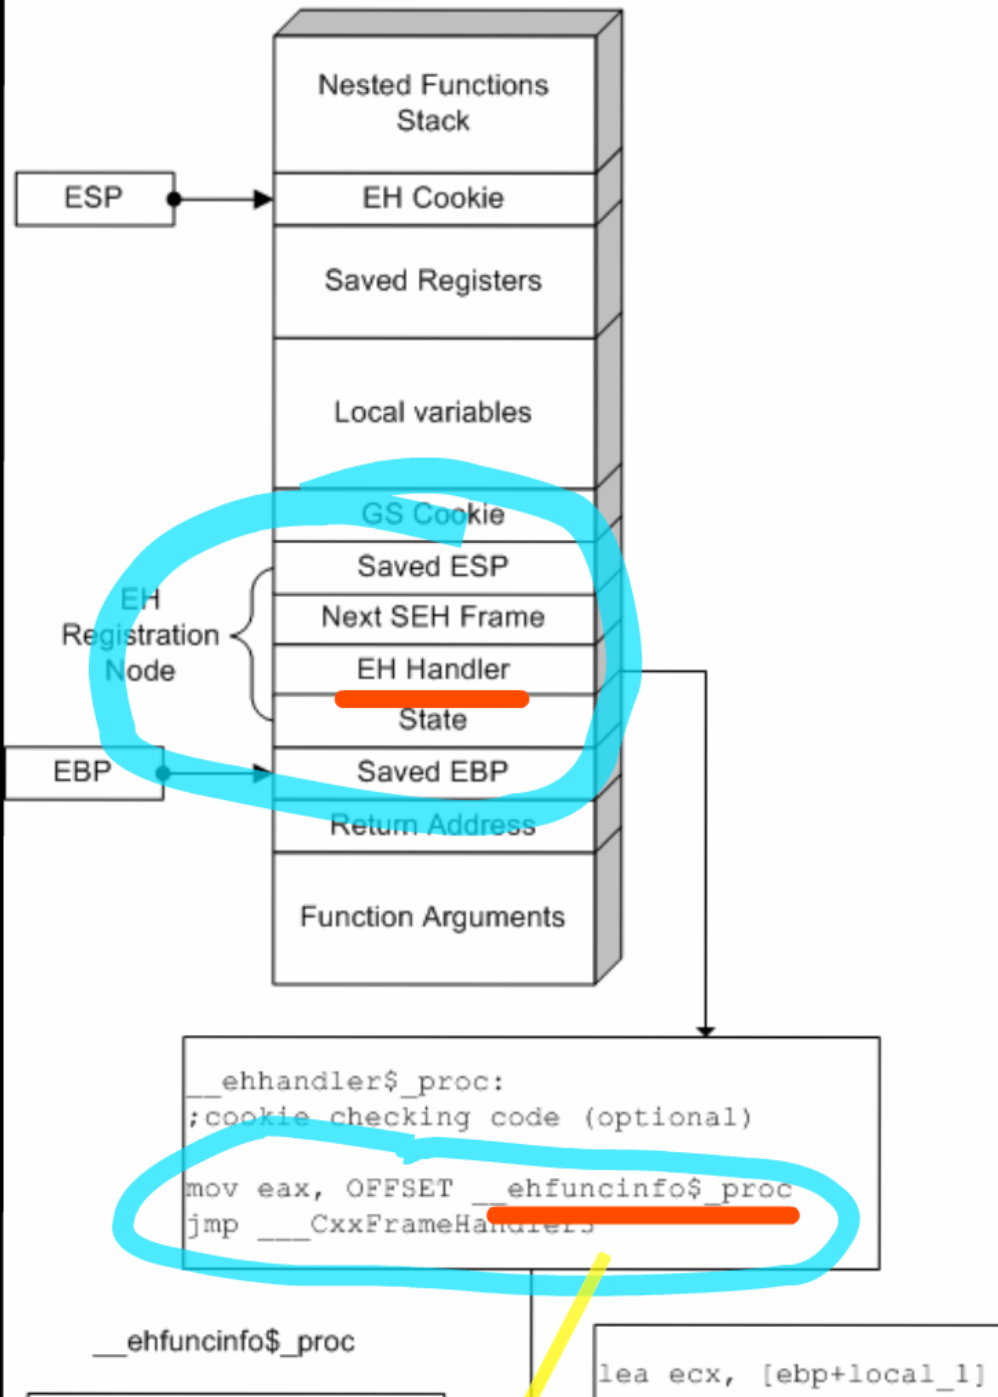 Nested Functions
Stack
ESP
EH Cookie
Saved Registers
Local variables
GS Cookie
Saved ESP
EH
Registration
Node
Next SEH Frame
EH Handler
State
EBP
Saved EBP
Return Address
Function Arguments
__ehhandler$_proc:
;cookie checking code (optional)
mov eax, OFFSET __ehfuncinfo$_proc
jmp ___CxxFrameHandler3
__ehfuncinfo$_proc
lea ecx, [ebp+local_1]